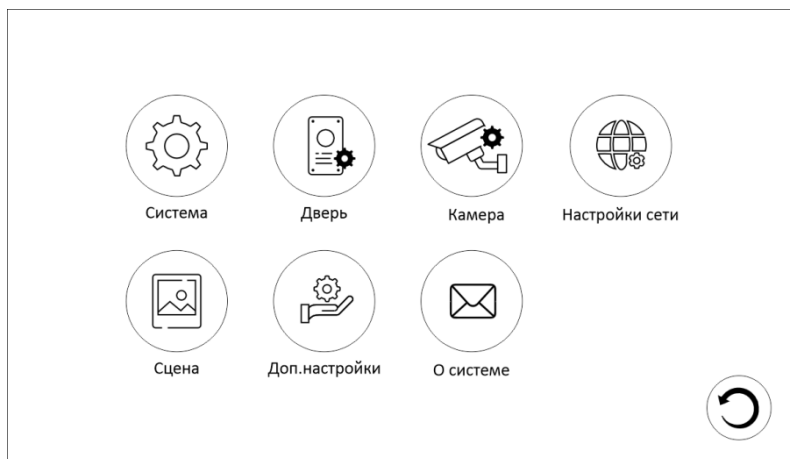 Система
Дверь
Камера
Настройки сети
Сцена
Доп.настройки
О системе